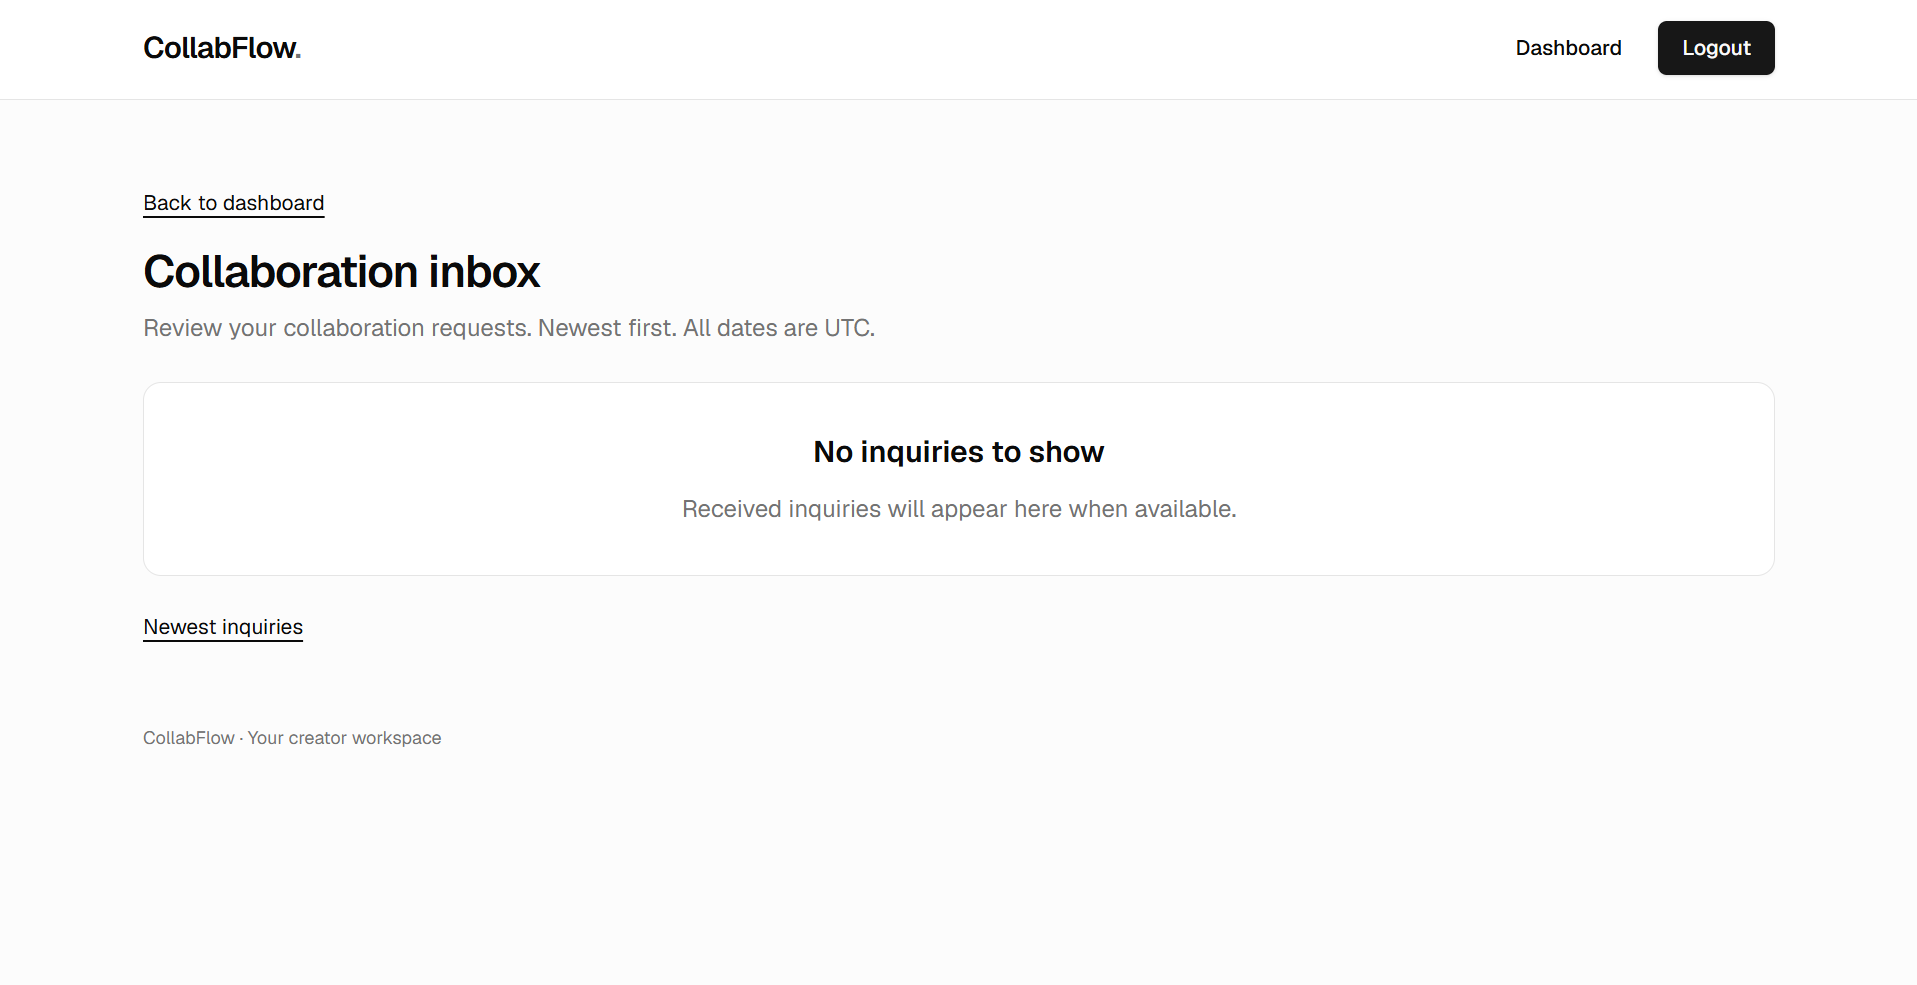 CollabFlow.
Dashboard
Logout
Back to dashboard
Collaboration inbox
Review your collaboration requests. Newest first. All dates are UTC.
No inquiries to show
Received inquiries will appear here when available.
Newest inquiries
CollabFlow · Your creator workspace